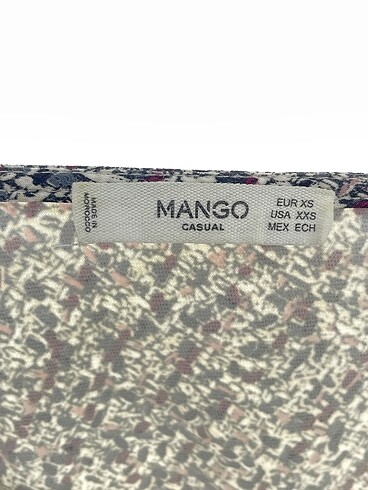 MADE IN
MOROCCO
MANGO
CASUAL
EUR XS
USA XXS
MEX ECH